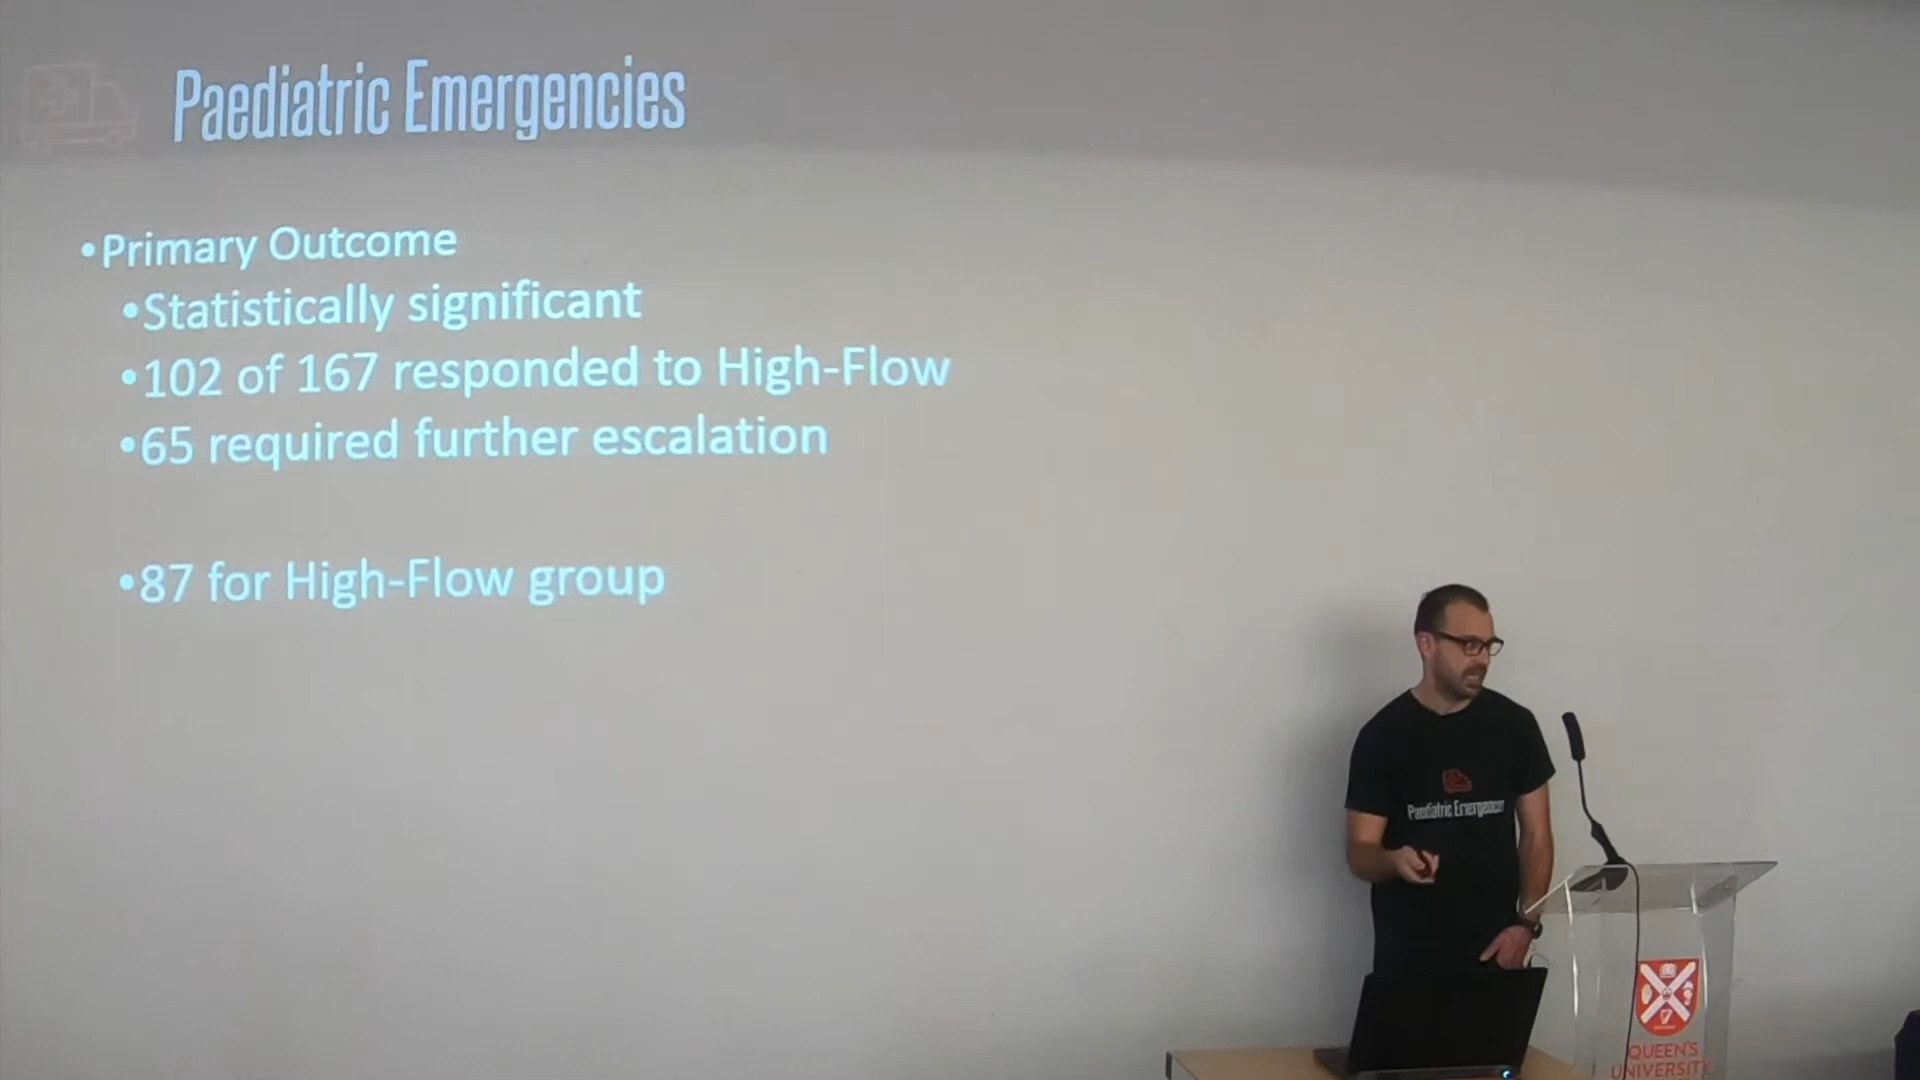 Paediatric Emergencies
•Primary Outcome
•Statistically significant
•102 of 167 responded to High-Flow
•65 required further escalation
•87 for High-Flow group
Paediatric Emergencies
QUEEN'S
UNIVERSITY